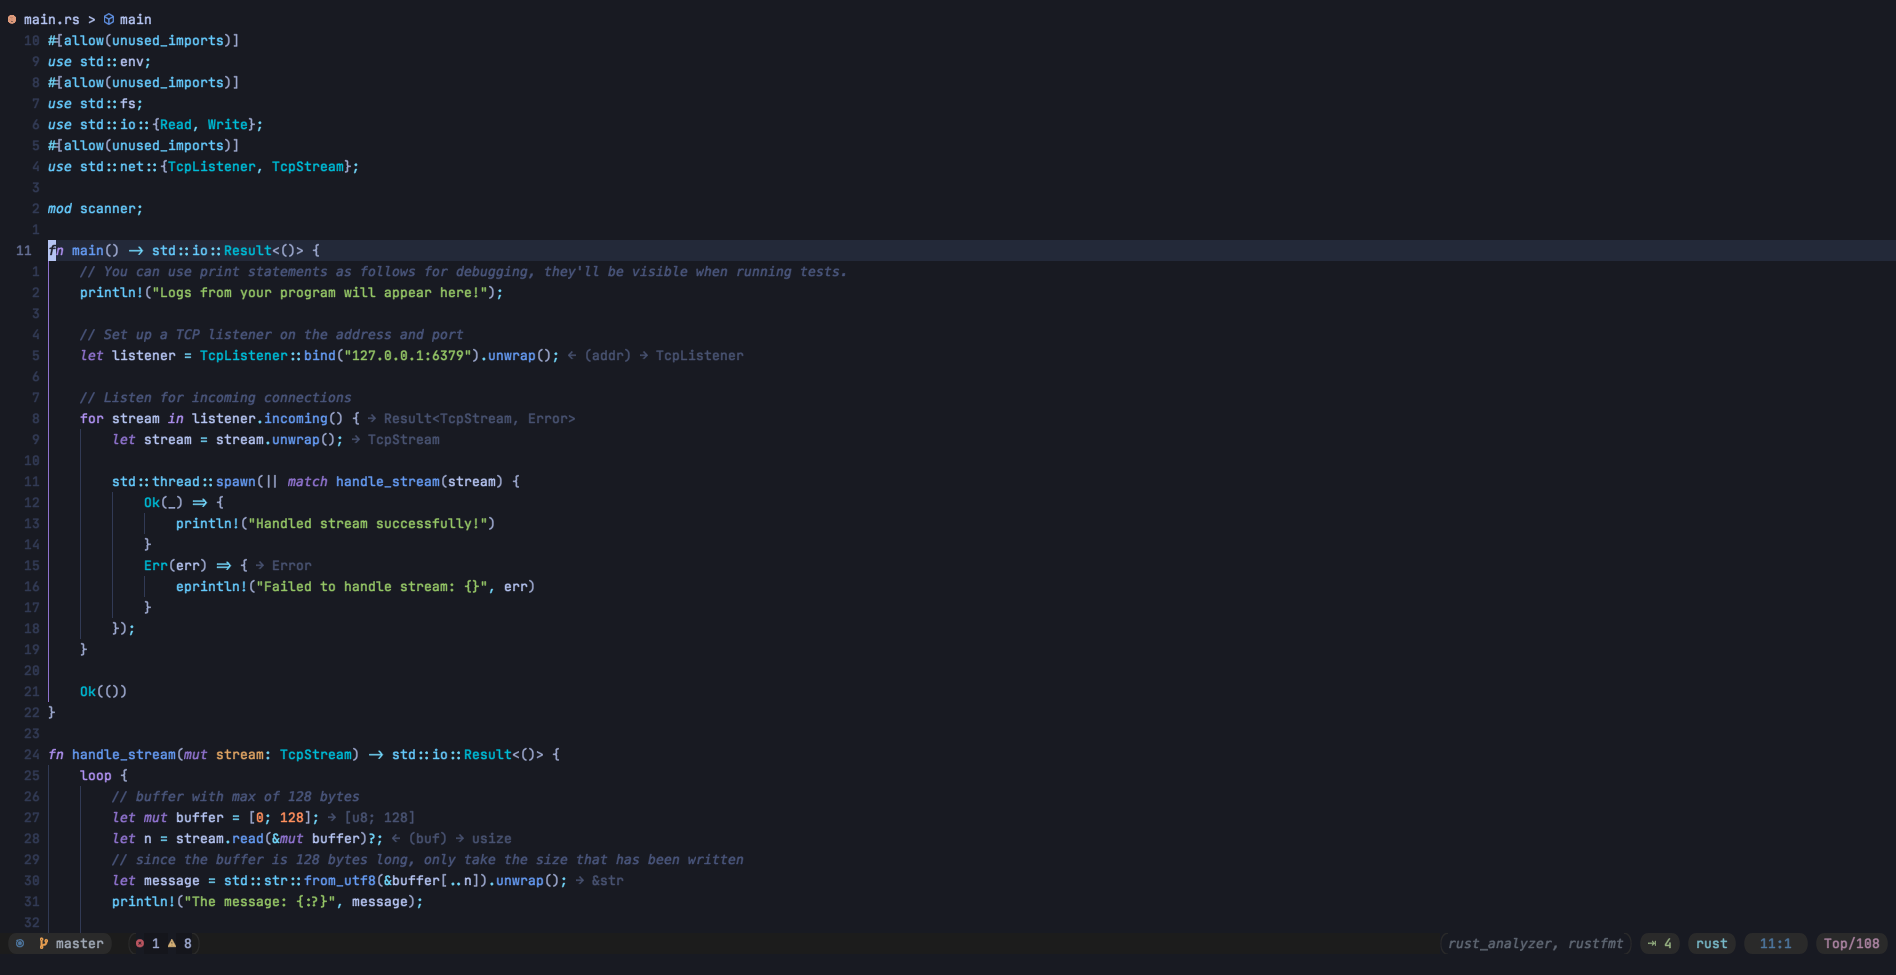 main.rs > main
10 #[allow(unused_imports)]
9 use std::env;
8 #[allow(unused_imports)]
7 use std::fs;
6 use std::io::{Read, Write};
5 #[allow(unused_imports)]
4 use std::net::{TcpListener, TcpStream};
3
2 mod scanner;
1
11 fn main() -> std::io::Result<()> {
1     // You can use print statements as follows for debugging, they'll be visible when running tests.
2     println!("Logs from your program will appear here!");
3
4     // Set up a TCP listener on the address and port
5     let listener = TcpListener::bind("127.0.0.1:6379").unwrap(); ← (addr) → TcpListener
6
7     // Listen for incoming connections
8     for stream in listener.incoming() { → Result<TcpStream, Error>
9         let stream = stream.unwrap(); → TcpStream
10
11         std::thread::spawn(|| match handle_stream(stream) {
12             Ok(_) => {
13                 println!("Handled stream successfully!")
14             }
15             Err(err) => { → Error
16                 eprintln!("Failed to handle stream: {}", err)
17             }
18         });
19     }
20
21     Ok(())
22 }
23
24 fn handle_stream(mut stream: TcpStream) -> std::io::Result<()> {
25     loop {
26         // buffer with max of 128 bytes
27         let mut buffer = [0; 128]; → [u8; 128]
28         let n = stream.read(&mut buffer)?; ← (buf) → usize
29         // since the buffer is 128 bytes long, only take the size that has been written
30         let message = std::str::from_utf8(&buffer[..n]).unwrap(); → &str
31         println!("The message: {:?}", message);
32
master 1 8 rust_analyzer, rustfmt ⇥ 4 rust 11:1 Top/108